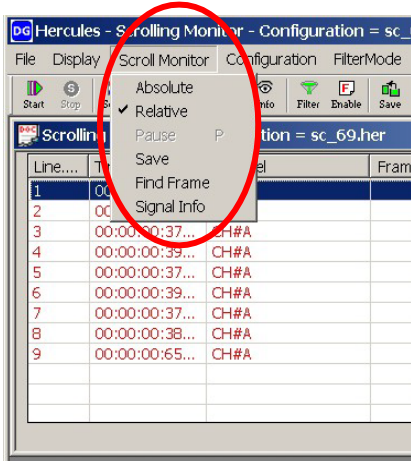 DG Hercules - Scrolling Monitor - Configuration = sc_
File Display Scroll Monitor Configuration FilterMode
Start Stop Info Filter Enable Save
Absolute
Relative
Pause P
Save
Find Frame
Signal Info
Scrolling tion = sc_69.her
Line.... el Fram
1 00
2 00
3 00:00:00:37... CH#A
4 00:00:00:39... CH#A
5 00:00:00:37... CH#A
6 00:00:00:39... CH#A
7 00:00:00:37... CH#A
8 00:00:00:38... CH#A
9 00:00:00:65... CH#A